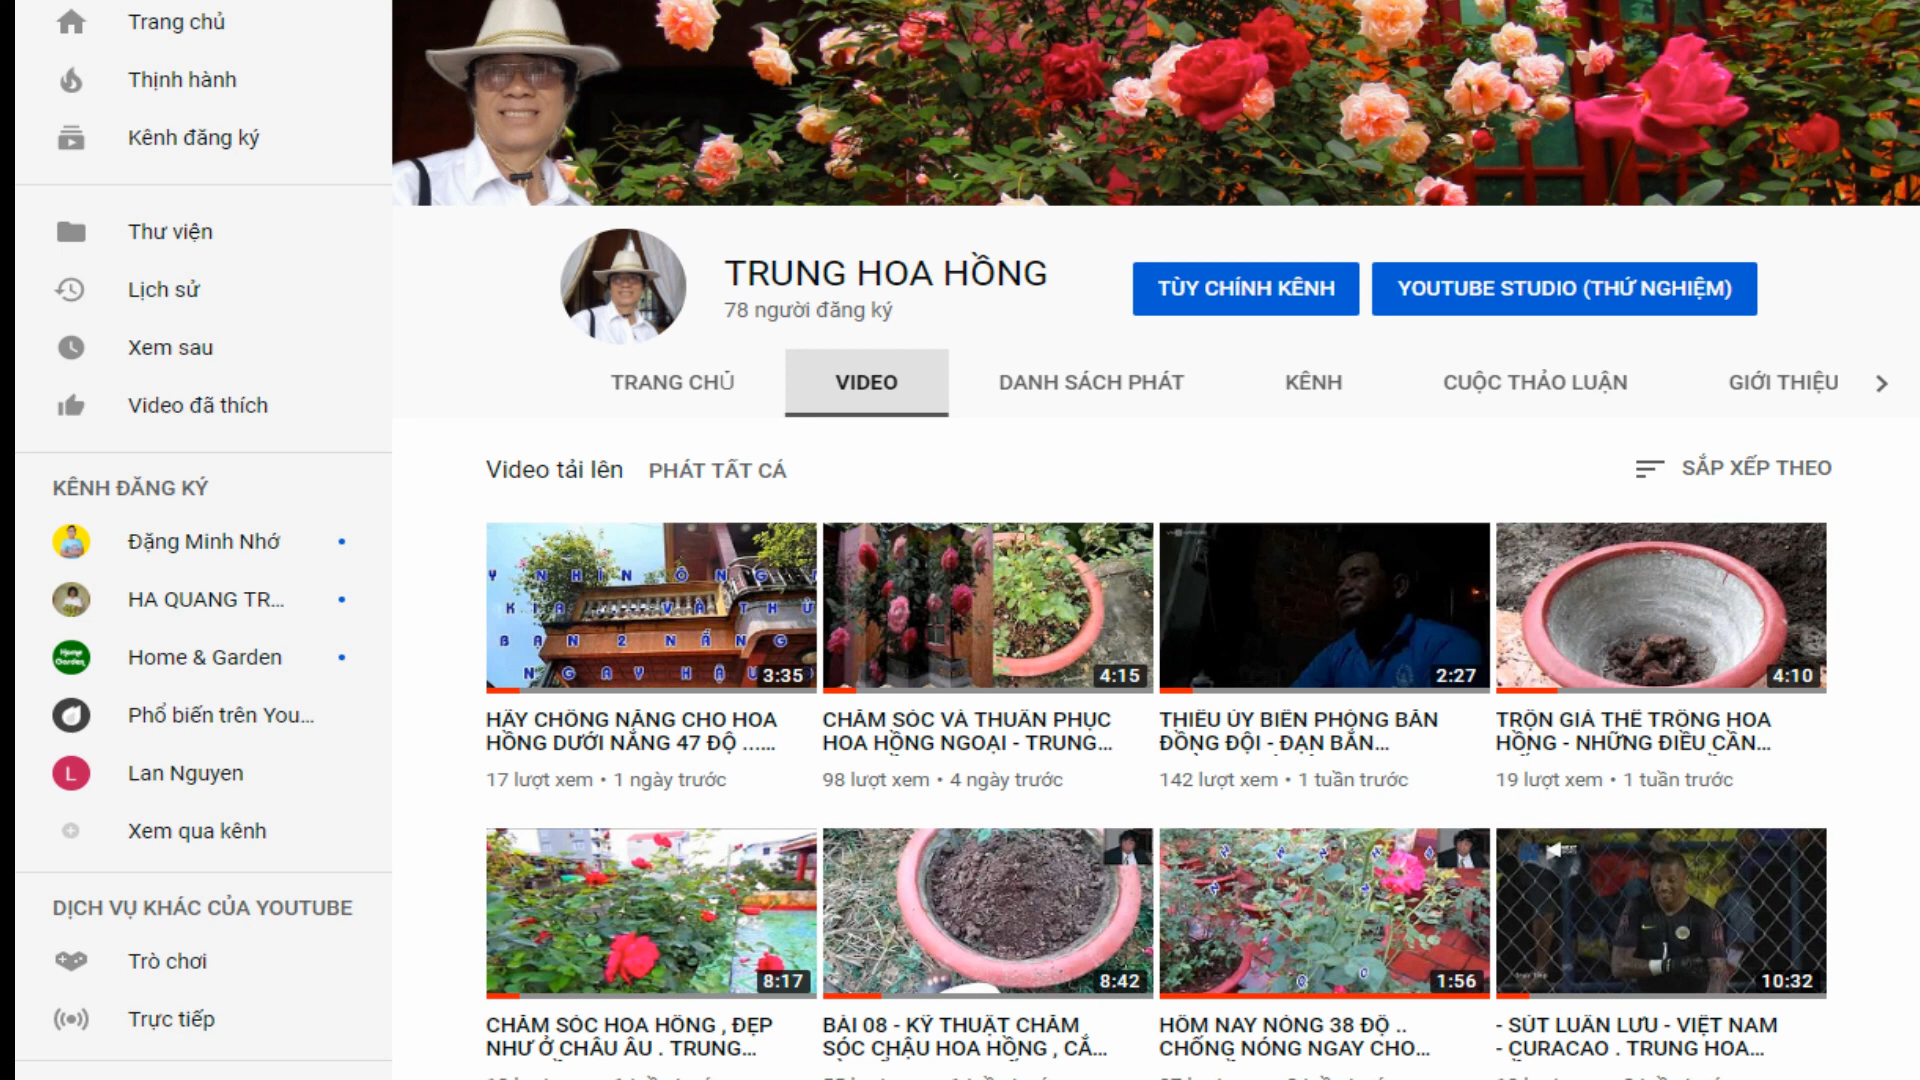 Trang chủ
Thịnh hành
Kênh đăng ký
Thư viện
Lịch sử
Xem sau
Video đã thích
KÊNH ĐĂNG KÝ
Đặng Minh Nhớ
HA QUANG TR...
Home & Garden
Phổ biến trên You...
Lan Nguyen
Xem qua kênh
DỊCH VỤ KHÁC CỦA YOUTUBE
Trò chơi
Trực tiếp
TRUNG HOA HỒNG
78 người đăng ký
TÙY CHỈNH KÊNH
YOUTUBE STUDIO (THỬ NGHIỆM)
TRANG CHỦ
VIDEO
DANH SÁCH PHÁT
KÊNH
CUỘC THẢO LUẬN
GIỚI THIỆU
Video tải lên
PHÁT TẤT CẢ
SẮP XẾP THEO
Y NHIN ÔNG
KIA VÀ THỨ
BẠN 2 NẮNG
NGAY HẬU
3:35
4:15
2:27
4:10
HÃY CHỐNG NẮNG CHO HOA
HỒNG DƯỚI NẮNG 47 ĐỘ ......
17 lượt xem • 1 ngày trước
CHĂM SÓC VÀ THUẦN PHỤC
HOA HỒNG NGOẠI - TRUNG...
98 lượt xem • 4 ngày trước
THIẾU ÚY BIÊN PHÒNG BẮN
ĐỒNG ĐỘI - ĐẠN BẮN...
142 lượt xem • 1 tuần trước
TRỘN GIÁ THỂ TRỒNG HOA
HỒNG - NHỮNG ĐIỀU CẦN...
19 lượt xem • 1 tuần trước
8:17
8:42
1:56
10:32
CHĂM SÓC HOA HỒNG , ĐẸP
NHƯ Ở CHÂU ÂU . TRUNG...
BÀI 08 - KỸ THUẬT CHĂM
SÓC CHẬU HOA HỒNG , CẮ...
HÔM NAY NÓNG 38 ĐỘ ..
CHỐNG NÓNG NGAY CHO...
- SÚT LUÂN LƯU - VIỆT NAM
- CURACAO . TRUNG HOA...